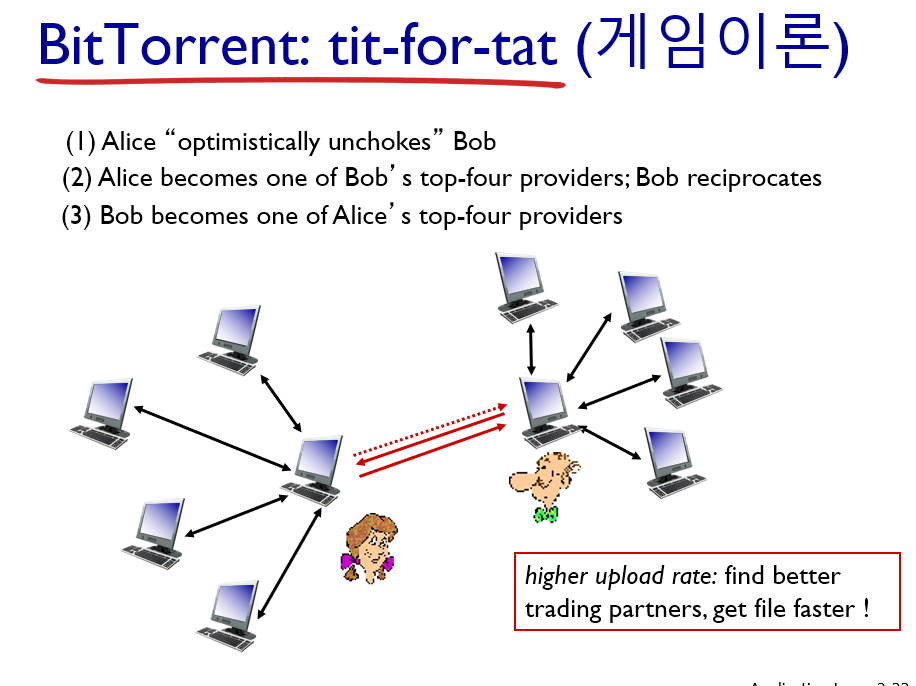 BitTorrent: tit-for-tat (게임이론)
(1) Alice “optimistically unchokes” Bob
(2) Alice becomes one of Bob’s top-four providers; Bob reciprocates
(3) Bob becomes one of Alice’s top-four providers
higher upload rate: find better
trading partners, get file faster !